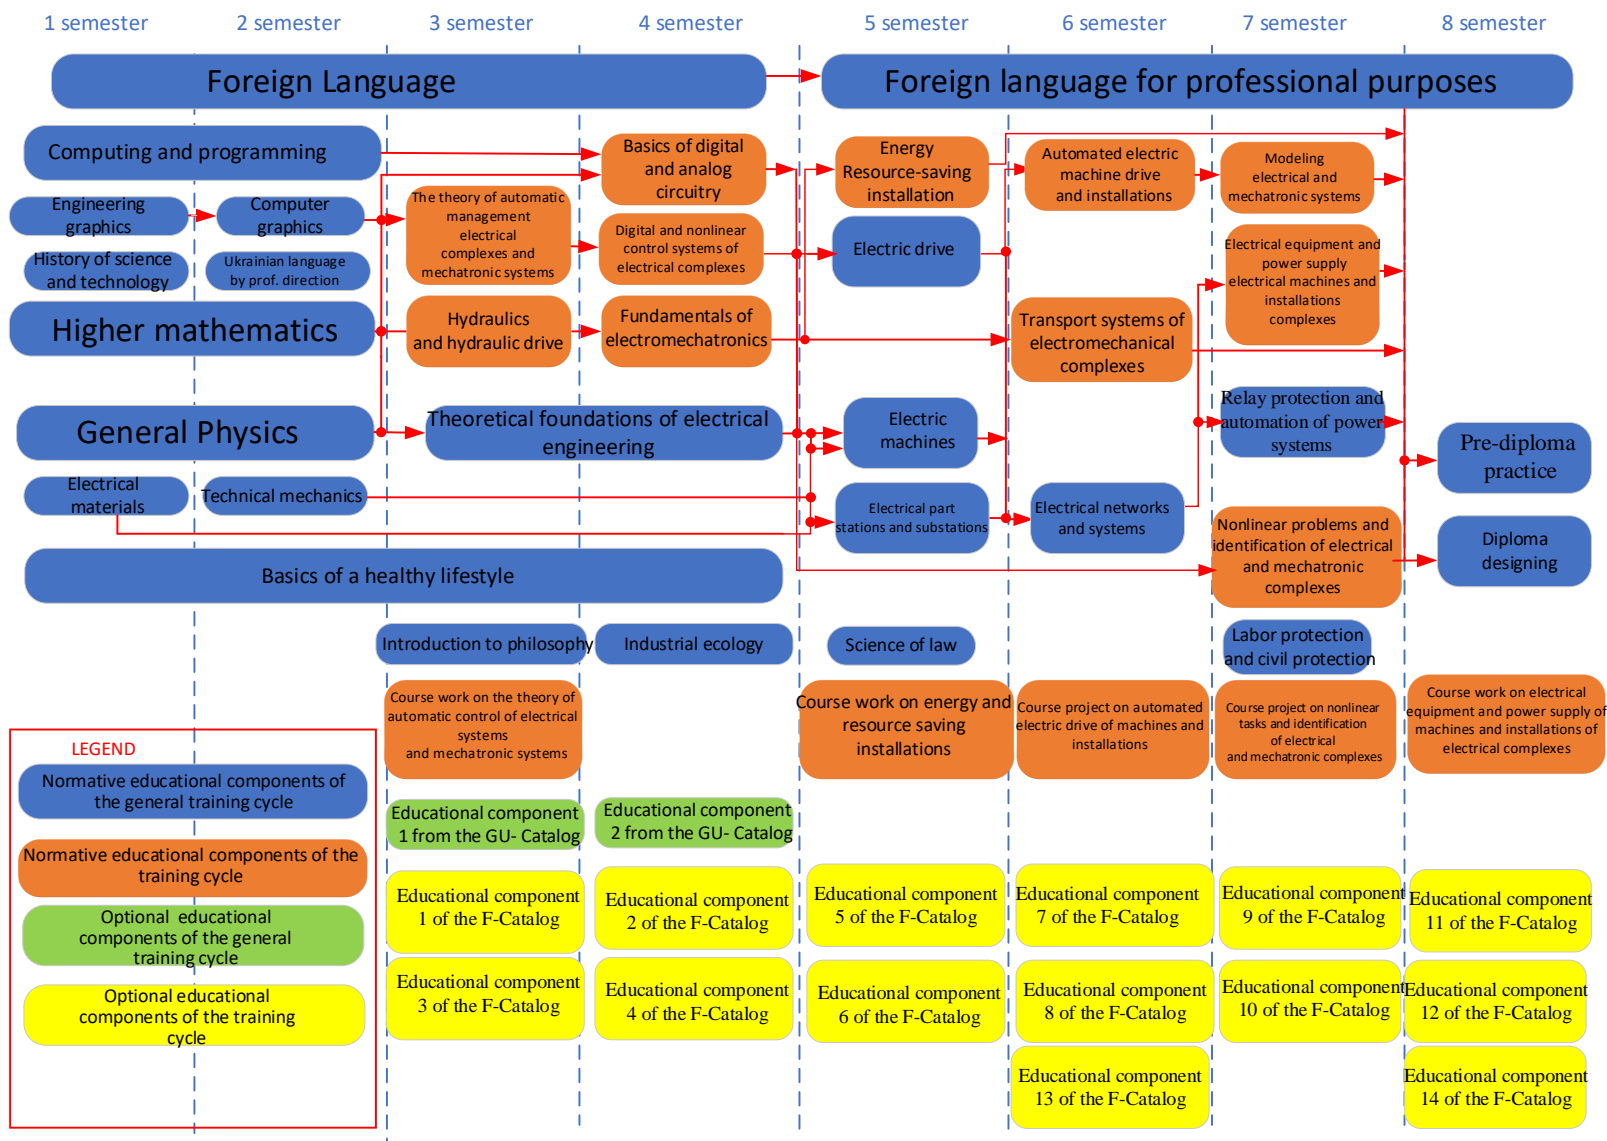 1 semester
2 semester
3 semester
4 semester
5 semester
6 semester
7 semester
8 semester
Foreign Language
Foreign language for professional purposes
Computing and programming
Basics of digital
and analog
circuitry
Energy
Resource-saving
installation
Automated electric
machine drive
and installations
Modeling
electrical and
mechatronic systems
Engineering
graphics
Computer
graphics
The theory of automatic
management
electrical
complexes and
mechatronic systems
Digital and nonlinear
control systems of
electrical complexes
Electric drive
Electrical equipment and
power supply
electrical machines and
installations
complexes
History of science
and technology
Ukrainian language
by prof. direction
Higher mathematics
Hydraulics
and hydraulic drive
Fundamentals of
electromechatronics
Transport systems of
electromechanical
complexes
General Physics
Theoretical foundations of electrical
engineering
Electric
machines
Relay protection and
automation of power
systems
Pre-diploma
practice
Electrical
materials
Technical mechanics
Electrical part
stations and substations
Electrical networks
and systems
Nonlinear problems and
identification of electrical
and mechatronic
complexes
Diploma
designing
Basics of a healthy lifestyle
Introduction to philosophy
Industrial ecology
Science of law
Labor protection
and civil protection
Course work on the theory of
automatic control of electrical
systems
and mechatronic systems
Course work on energy and
resource saving
installations
Course project on automated
electric drive of machines and
installations
Course project on nonlinear
tasks and identification
of electrical
and mechatronic complexes
Course work on electrical
equipment and power supply of
machines and installations of
electrical complexes
LEGEND
Normative educational components of
the general training cycle
Normative educational components of the
training cycle
Optional educational
components of the general
training cycle
Optional educational
components of the training
cycle
Educational component
1 from the GU- Catalog
Educational component
2 from the GU- Catalog
Educational component
1 of the F-Catalog
Educational component
2 of the F-Catalog
Educational component
5 of the F-Catalog
Educational component
7 of the F-Catalog
Educational component
9 of the F-Catalog
Educational component
11 of the F-Catalog
Educational component
3 of the F-Catalog
Educational component
4 of the F-Catalog
Educational component
6 of the F-Catalog
Educational component
8 of the F-Catalog
Educational component
10 of the F-Catalog
Educational component
12 of the F-Catalog
Educational component
13 of the F-Catalog
Educational component
14 of the F-Catalog